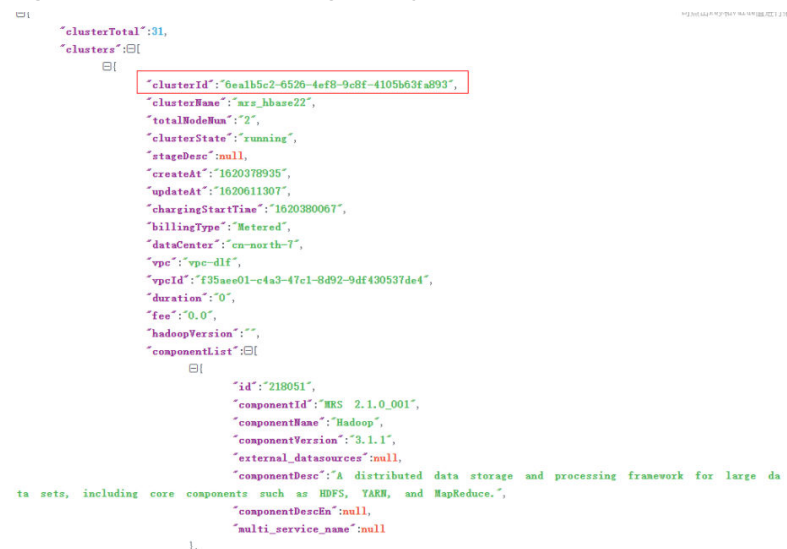 {
"clusterTotal":31,
"clusters":[
{
"clusterId":"6ea1b5c2-6526-4ef8-9c8f-4105b63fa893",
"clusterName":"mrs_hbase22",
"totalNodeNum":"2",
"clusterState":"running",
"stageDesc":null,
"createAt":"1620378935",
"updateAt":"1620611307",
"chargingStartTime":"1620380067",
"billingType":"Metered",
"dataCenter":"cn-north-7",
"vpc":"vpc-dlf",
"vpcId":"f35aee01-c4a3-47c1-8d92-9df430537de4",
"duration":"0",
"fee":"0.0",
"hadoopVersion":"",
"componentList":[
{
"id":"218051",
"componentId":"MRS 2.1.0_001",
"componentName":"Hadoop",
"componentVersion":"3.1.1",
"external_datasources":null,
"componentDesc":"A distributed data storage and processing framework for large da
ta sets, including core components such as HDFS, YARN, and MapReduce.",
"componentDescEn":null,
"multi_service_name":null
},